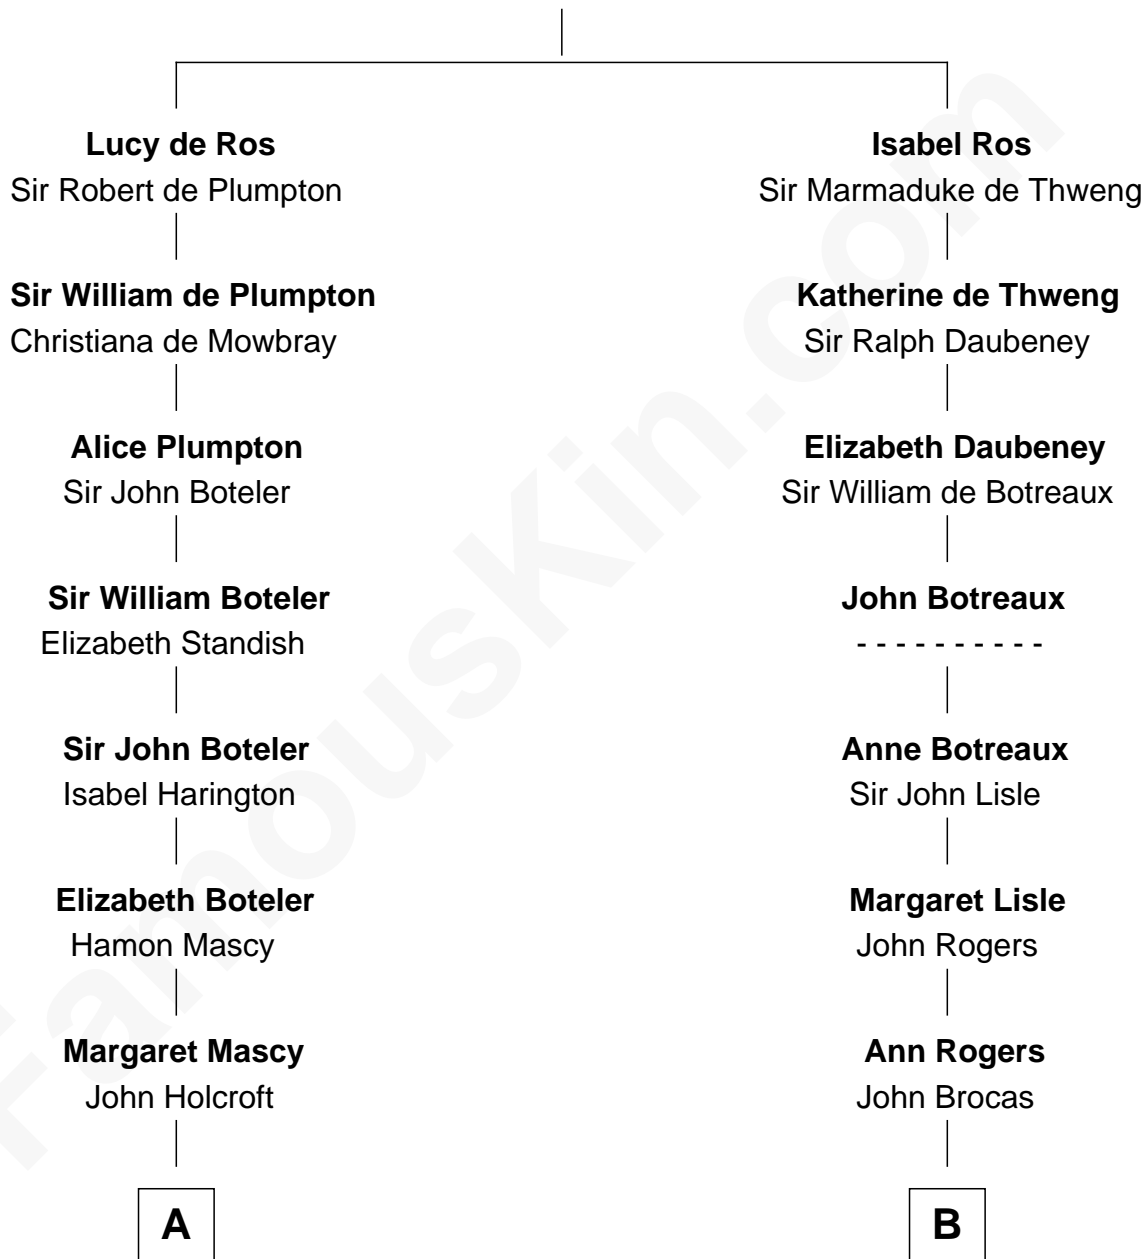 Lucy de Ros
Sir Robert de Plumpton
Sir William de Plumpton
Christiana de Mowbray
Alice Plumpton
Sir John Boteler
Sir William Boteler
Elizabeth Standish
Sir John Boteler
Isabel Harington
Elizabeth Boteler
Hamon Mascy
Margaret Mascy
John Holcroft
A
Isabel Ros
Sir Marmaduke de Thweng
Katherine de Thweng
Sir Ralph Daubeney
Elizabeth Daubeney
Sir William de Botreaux
John Botreaux
- - - - - - - - - -
Anne Botreaux
Sir John Lisle
Margaret Lisle
John Rogers
Ann Rogers
John Brocas
B
FamousKin.com